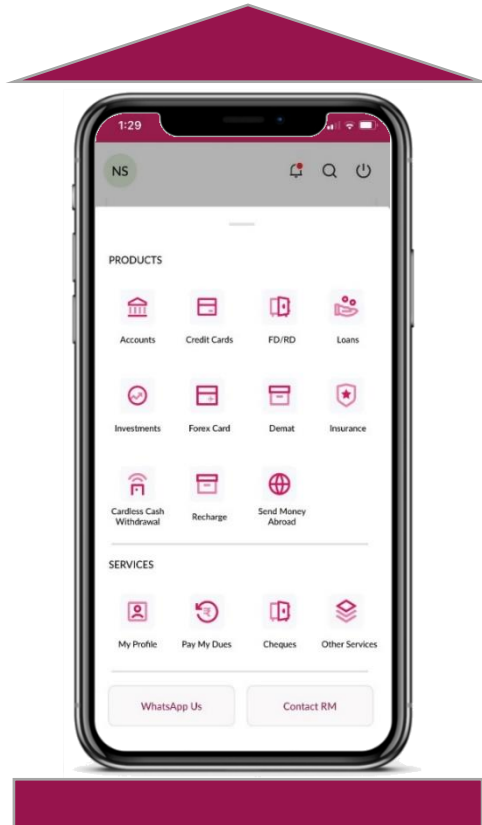 1:29
NS
PRODUCTS
Accounts
Credit Cards
FD/RD
Loans
Investments
Forex Card
Demat
Insurance
Cardless Cash
Withdrawal
Recharge
Send Money
Abroad
SERVICES
My Profile
Pay My Dues
Cheques
Other Services
WhatsApp Us
Contact RM